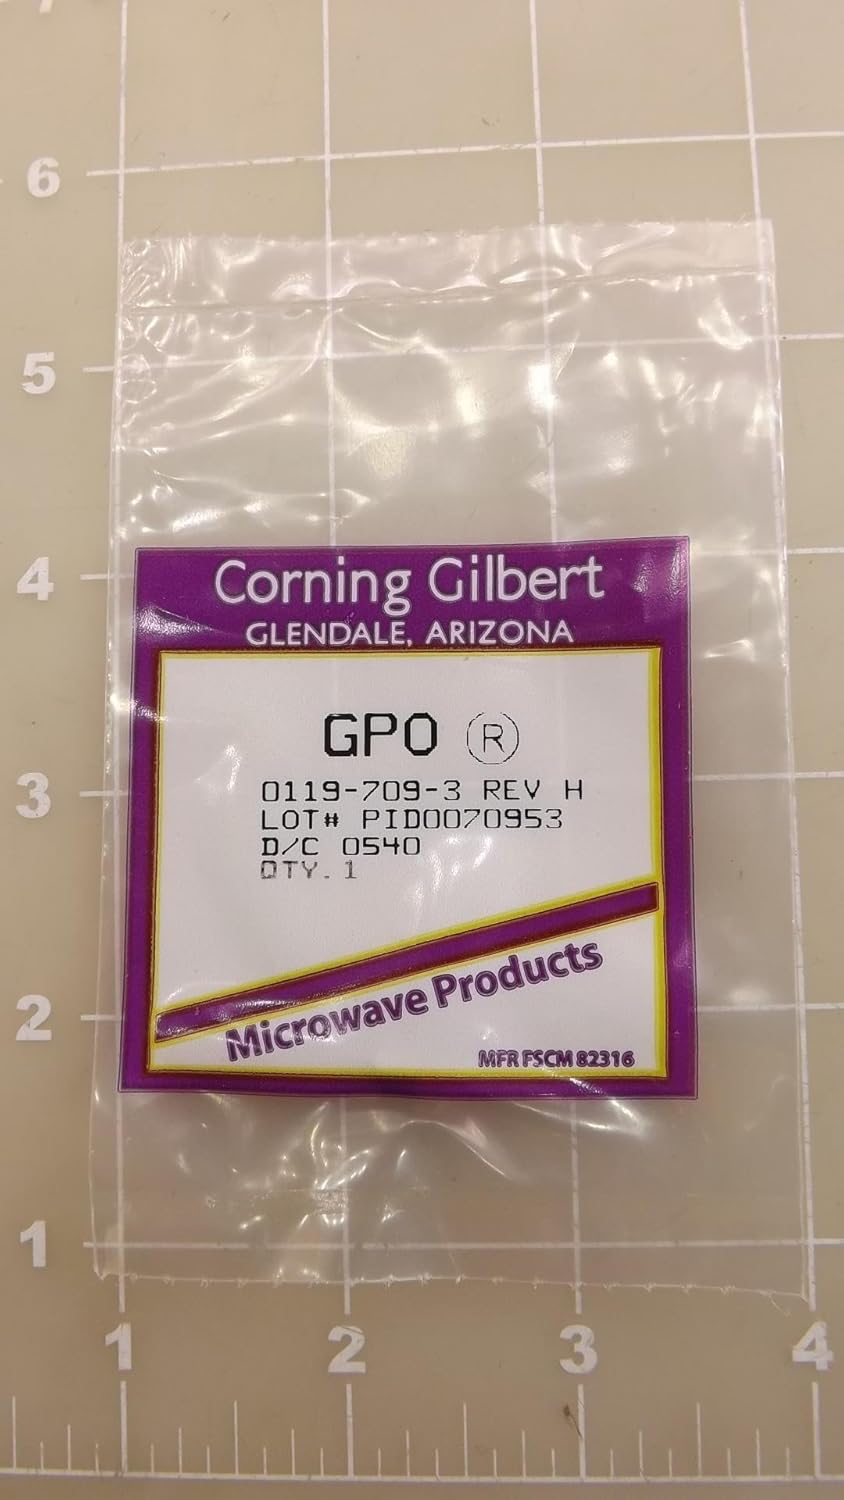 7
6
5
4
3
2
1
Corning Gilbert
GLENDALE, ARIZONA
GPO ®
0119-709-3 REV H
LOT# PID0070953
D/C 0540
QTY. 1
Microwave Products
MFR FSCM 82316
1 2 3 4